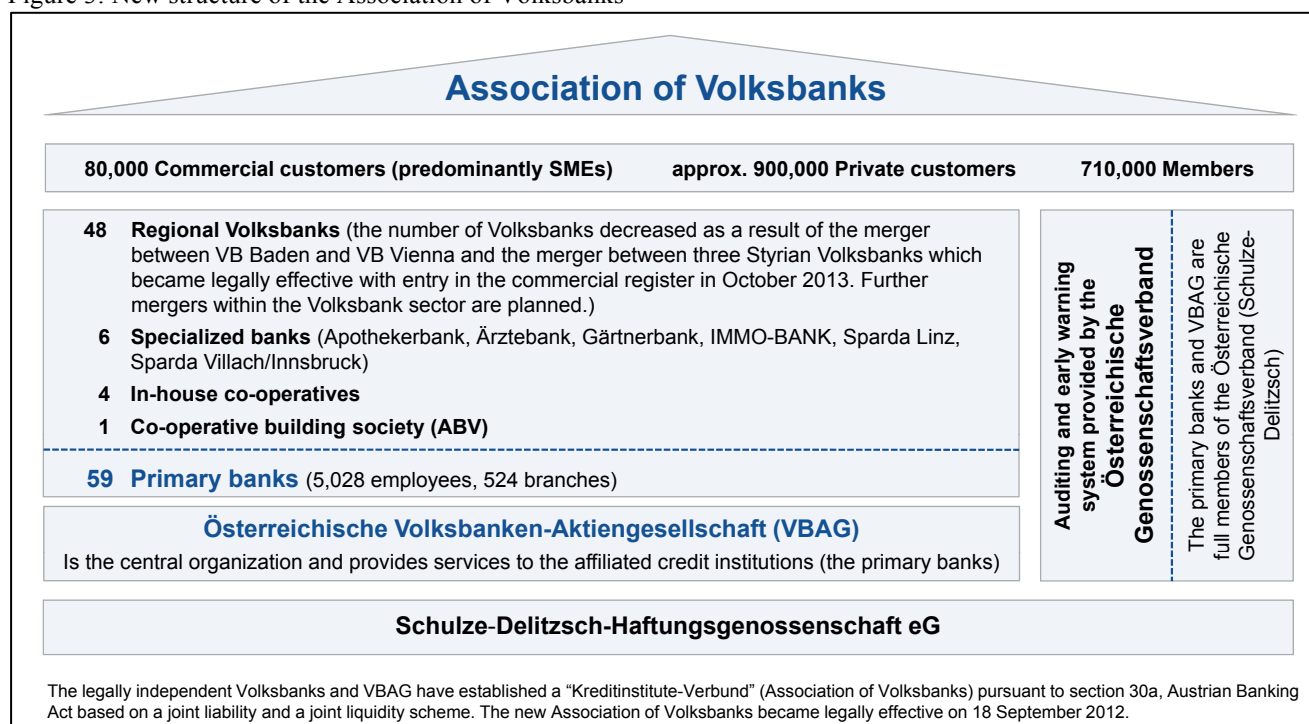 Figure 3: New structure of the Association of Volksbanks
Association of Volksbanks
80,000 Commercial customers (predominantly SMEs) approx. 900,000 Private customers 710,000 Members
48 Regional Volksbanks (the number of Volksbanks decreased as a result of the merger
between VB Baden and VB Vienna and the merger between three Styrian Volksbanks which
became legally effective with entry in the commercial register in October 2013. Further
mergers within the Volksbank sector are planned.)
6 Specialized banks (Apothekerbank, Ärztebank, Gärtnerbank, IMMO-BANK, Sparda Linz,
Sparda Villach/Innsbruck)
4 In-house co-operatives
1 Co-operative building society (ABV)
59 Primary banks (5,028 employees, 524 branches)
Österreichische Volksbanken-Aktiengesellschaft (VBAG)
Is the central organization and provides services to the affiliated credit institutions (the primary banks)
Auditing and early warning
system provided by the
Österreichische
Genossenschaftsverband
The primary banks and VBAG are
full members of the Österreichische
Genossenschaftsverband (Schulze-
Delitzsch)
Schulze-Delitzsch-Haftungsgenossenschaft eG
The legally independent Volksbanks and VBAG have established a “Kreditinstitute-Verbund” (Association of Volksbanks) pursuant to section 30a, Austrian Banking
Act based on a joint liability and a joint liquidity scheme. The new Association of Volksbanks became legally effective on 18 September 2012.